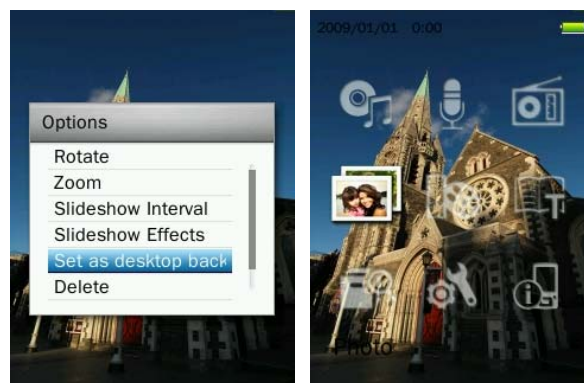 Options
Rotate
Zoom
Slideshow Interval
Slideshow Effects
Set as desktop back
Delete
2009/01/01 0:00
T
i
Photo